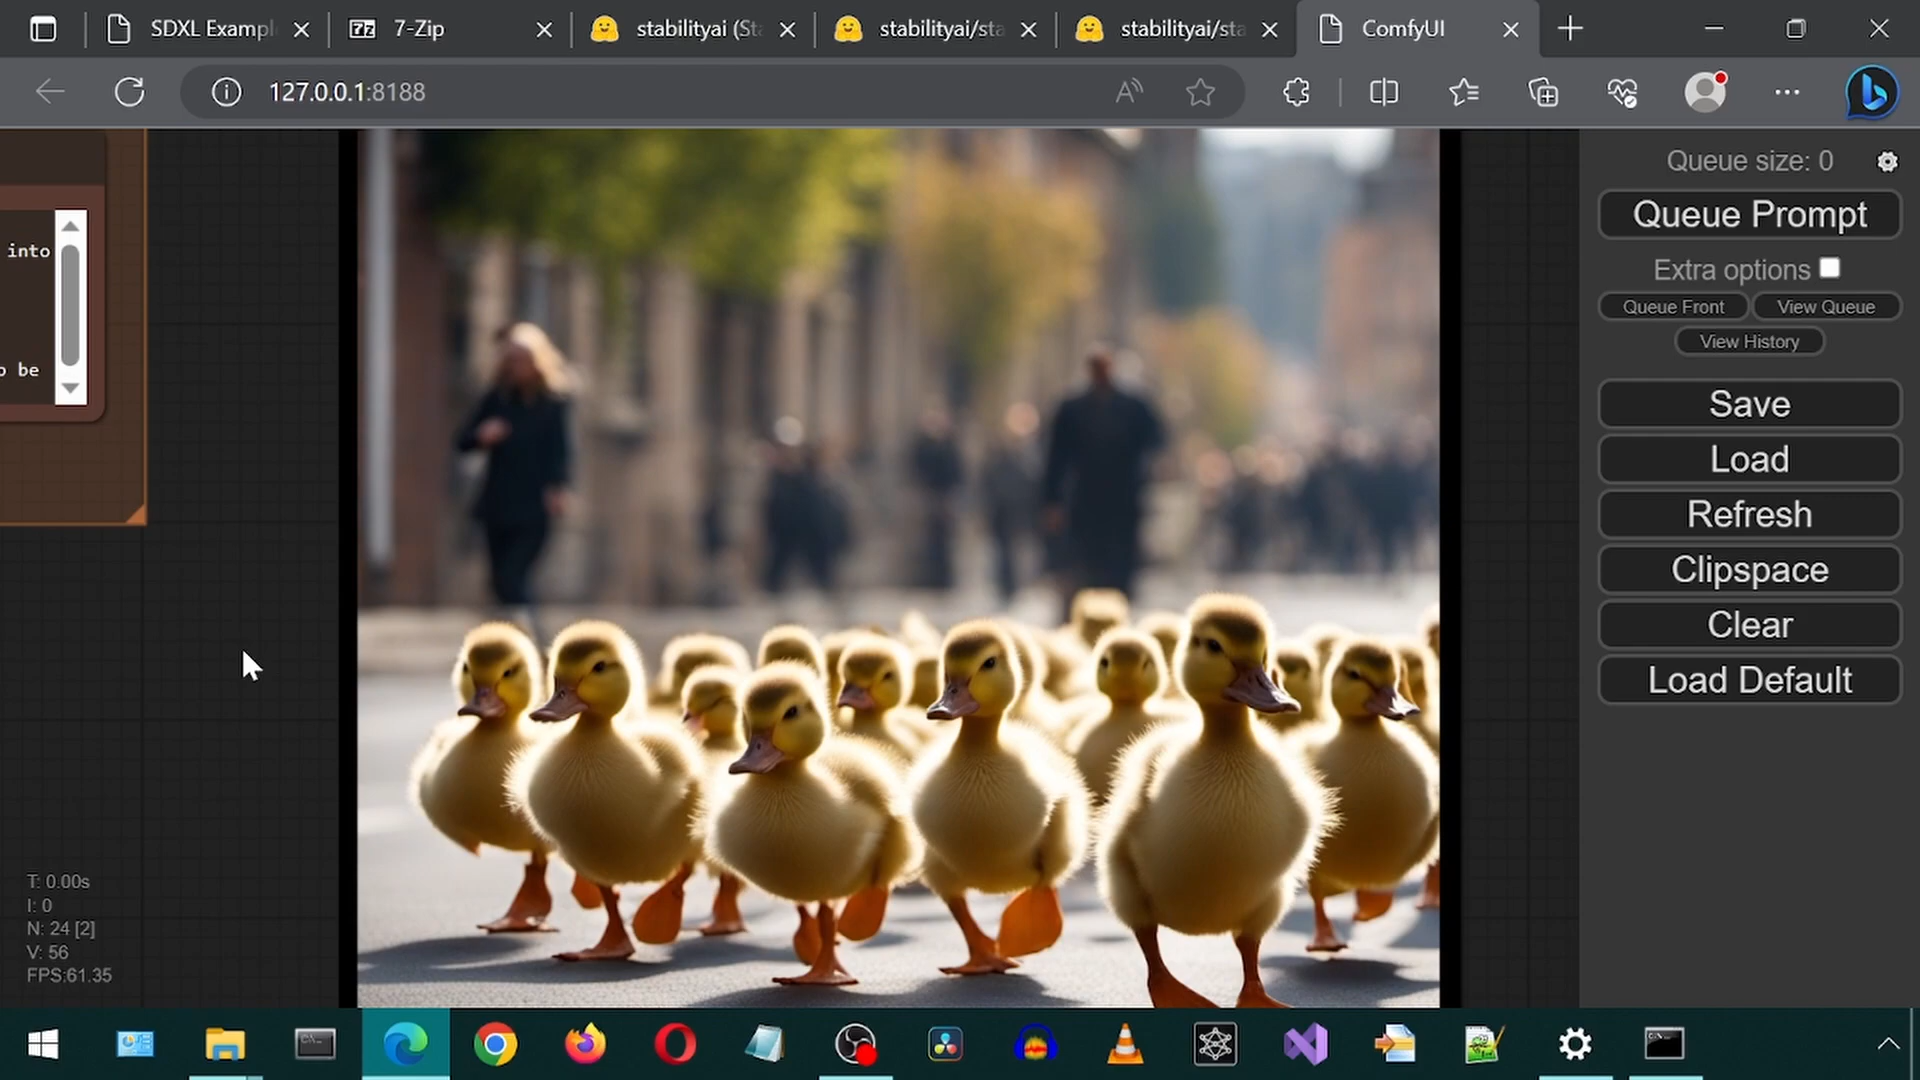 SDXL Exampl
7-Zip
stabilityai (Sta
stabilityai/sta
stabilityai/sta
ComfyUI
127.0.0.1:8188
into
o be
Queue size: 0
Queue Prompt
Extra options
Queue Front
View Queue
View History
Save
Load
Refresh
Clipspace
Clear
Load Default
T: 0.00s
I: 0
N: 24 [2]
V: 56
FPS:61.35